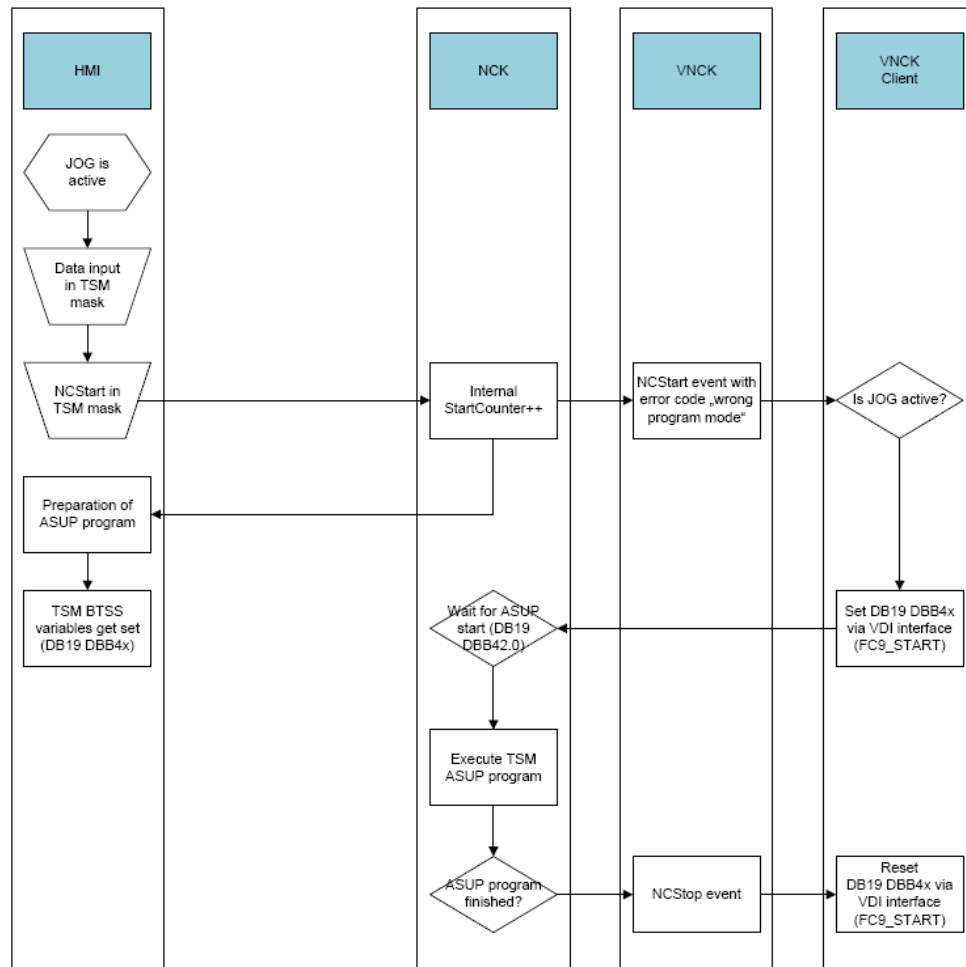 HMI
NCK
VNCK
VNCK
Client
JOG is
active
Data input
in TSM
mask
NCStart in
TSM mask
Internal
StartCounter++
NCStart event with
error code „wrong
program mode“
Is JOG active?
Preparation of
ASUP program
TSM BTSS
variables get set
(DB19 DBB4x)
Wait for ASUP
start (DB19
DBB42.0)
Set DB19 DBB4x
via VDI interface
(FC9_START)
Execute TSM
ASUP program
ASUP program
finished?
NCStop event
Reset
DB19 DBB4x via
VDI interface
(FC9_START)